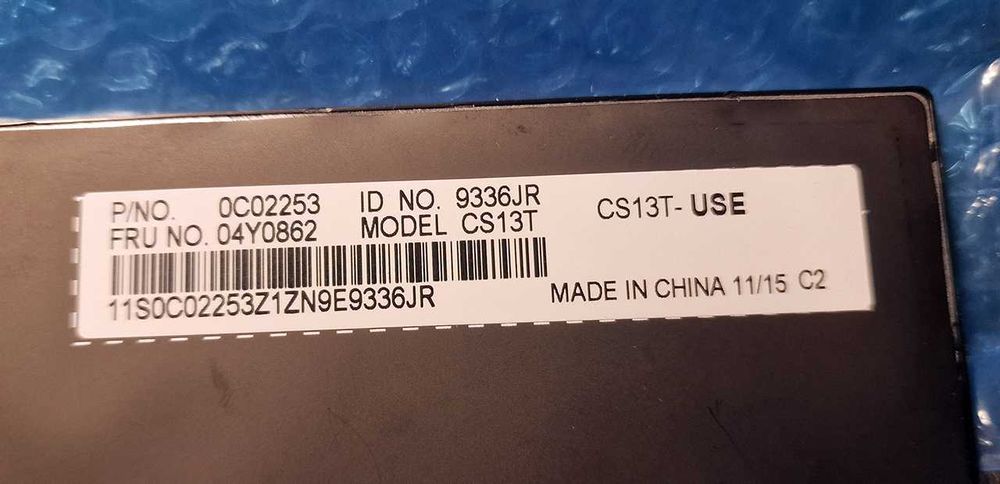 P/NO. 0C02253 ID NO. 9336JR
FRU NO. 04Y0862 MODEL CS13T
CS13T-USE
11S0C02253Z1ZN9E9336JR
MADE IN CHINA 11/15 C2